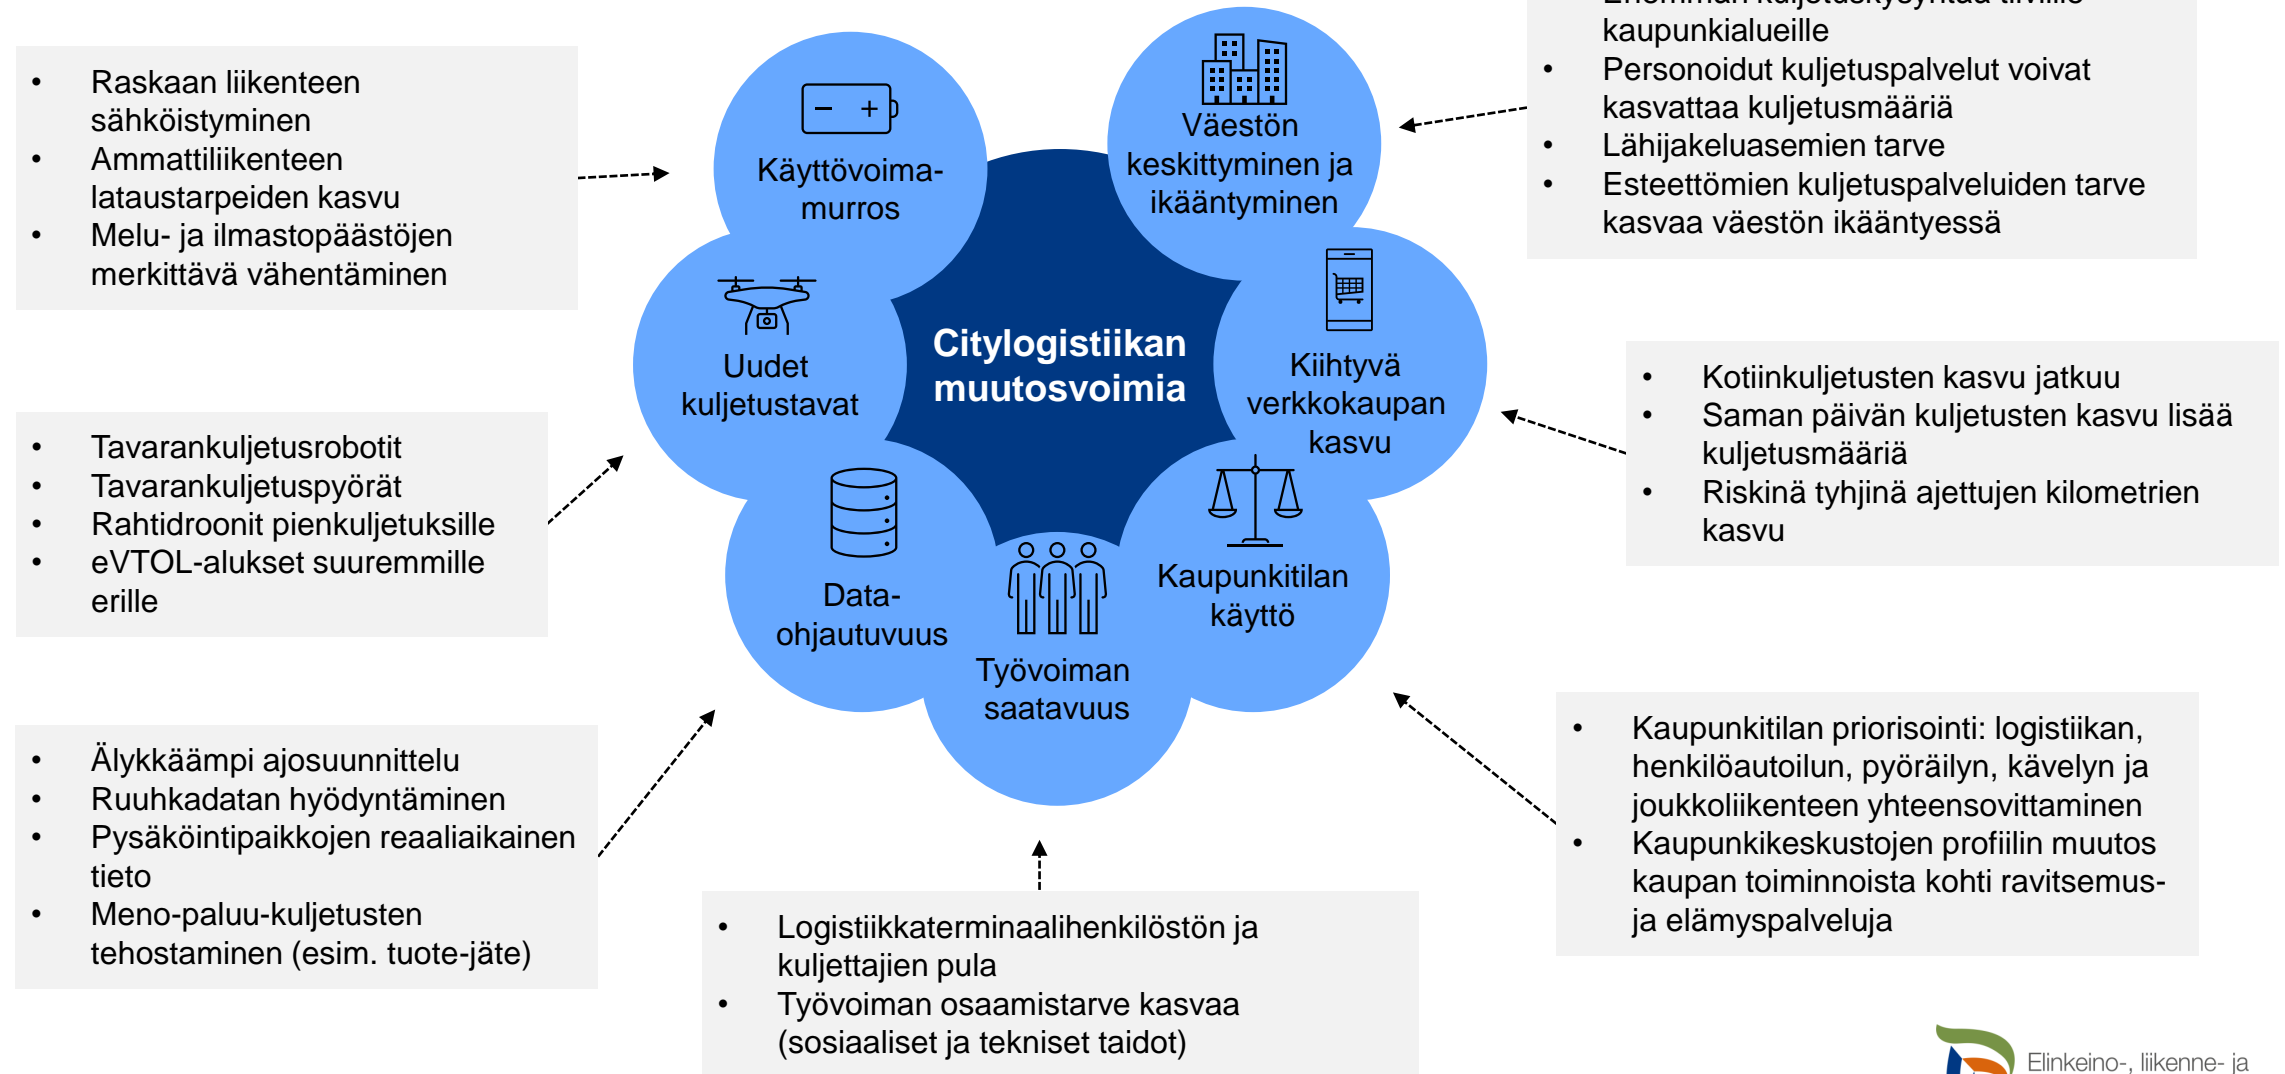 • Raskaan liikenteen
sähköistyminen
• Ammattiliikenteen
lataustarpeiden kasvu
• Melu- ja ilmastopäästöjen
merkittävä vähentäminen
• Tavarankuljetusrobotit
• Tavarankuljetuspyörät
• Rahtidroonit pienkuljetuksille
• eVTOL-alukset suuremmille
erille
• Älykkäämpi ajosuunnittelu
• Ruuhkadatan hyödyntäminen
• Pysäköintipaikkojen reaaliaikainen
tieto
• Meno-paluu-kuljetusten
tehostaminen (esim. tuote-jäte)
Käyttövoima-
murros
Väestön
keskittyminen ja
ikääntyminen
Uudet
kuljetustavat
Citylogistiikan
muutosvoimia
Kiihtyvä
verkkokaupan
kasvu
Data-
ohjautuvuus
Työvoiman
saatavuus
Kaupunkitilan
käyttö
• Logistiikkaterminaalihenkilöstön ja
kuljettajien pula
• Työvoiman osaamistarve kasvaa
(sosiaaliset ja tekniset taidot)
Enemmän kuljetuskysyntää tiiviille
kaupunkialueille
• Personoidut kuljetuspalvelut voivat
kasvattaa kuljetusmääriä
• Lähijakeluasemien tarve
• Esteettömien kuljetuspalveluiden tarve
kasvaa väestön ikääntyessä
• Kotiinkuljetusten kasvu jatkuu
• Saman päivän kuljetusten kasvu lisää
kuljetusmääriä
• Riskinä tyhjinä ajettujen kilometrien
kasvu
• Kaupunkitilan priorisointi: logistiikan,
henkilöautoilun, pyöräilyn, kävelyn ja
joukkoliikenteen yhteensovittaminen
• Kaupunkikeskustojen profiilin muutos
kaupan toiminnoista kohti ravitsemus-
ja elämyspalveluja
Elinkeino-, liikenne- ja